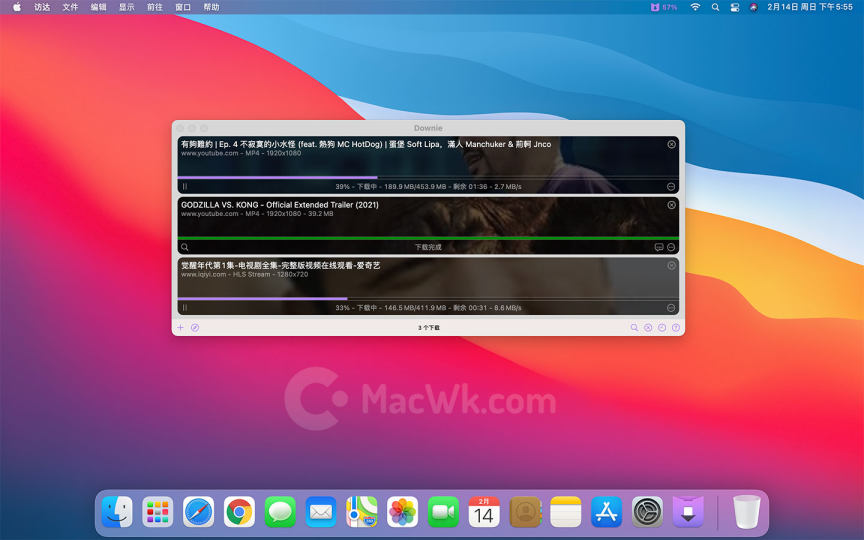 访达 文件 编辑 显示 前往 窗口 帮助 57% 2月14日 周日 下午5:55
Downie
有夠難約 | Ep. 4 不寂寞的小水怪 (feat. 熱狗 MC HotDog) | 蛋堡 Soft Lipa，滿人 Manchuker & 荊軻 Jnco
www.youtube.com - MP4 - 1920x1080
39% - 下载中 - 189.9 MB/453.9 MB - 剩余 01:36 - 2.7 MB/s
GODZILLA VS. KONG - Official Extended Trailer (2021)
www.youtube.com - MP4 - 1920x1080 - 39.2 MB
下载完成
觉醒年代第1集-电视剧全集-完整版视频在线观看-爱奇艺
www.iqiyi.com - HLS Stream - 1280x720
33% - 下载中 - 146.5 MB/411.9 MB - 剩余 00:31 - 8.6 MB/s
3 个下载
MacWk.com
2月
14